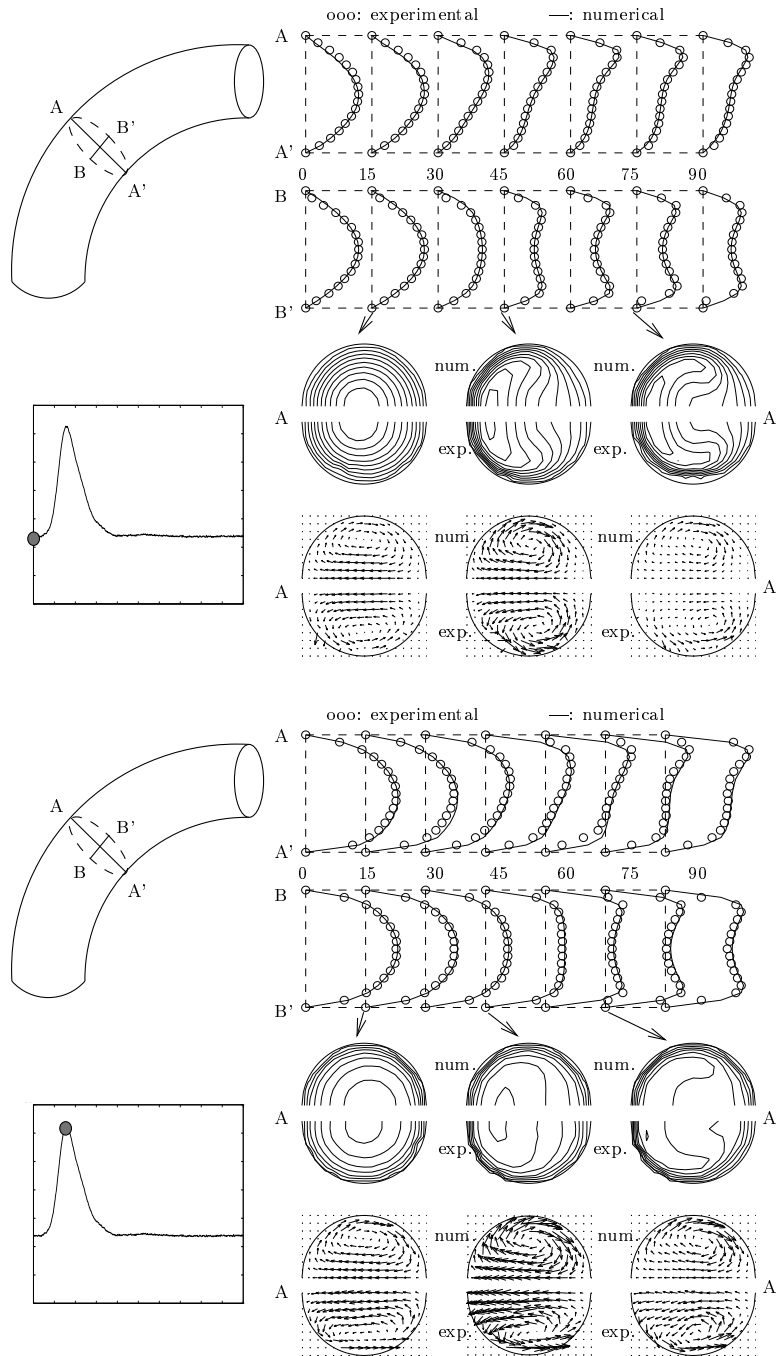 ooo: experimental —: numerical
A
A
B'
B
A'
A'
0 15 30 45 60 75 90
B
B'
num. num.
A A
exp. exp.
num. num.
A A
exp. exp.
ooo: experimental —: numerical
A
A
B'
B
A'
A'
0 15 30 45 60 75 90
B
B'
num. num.
A A
exp. exp.
num. num.
A A
exp. exp.